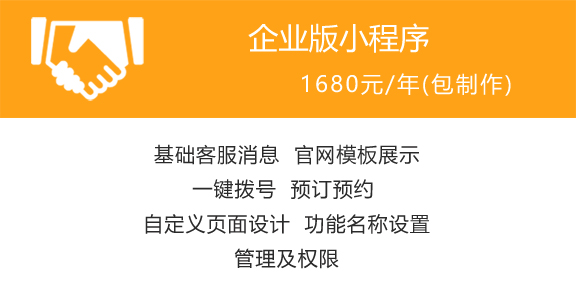 企业版小程序
1680元/年(包制作)
基础客服消息 官网模板展示
一键拨号 预订预约
自定义页面设计 功能名称设置
管理及权限